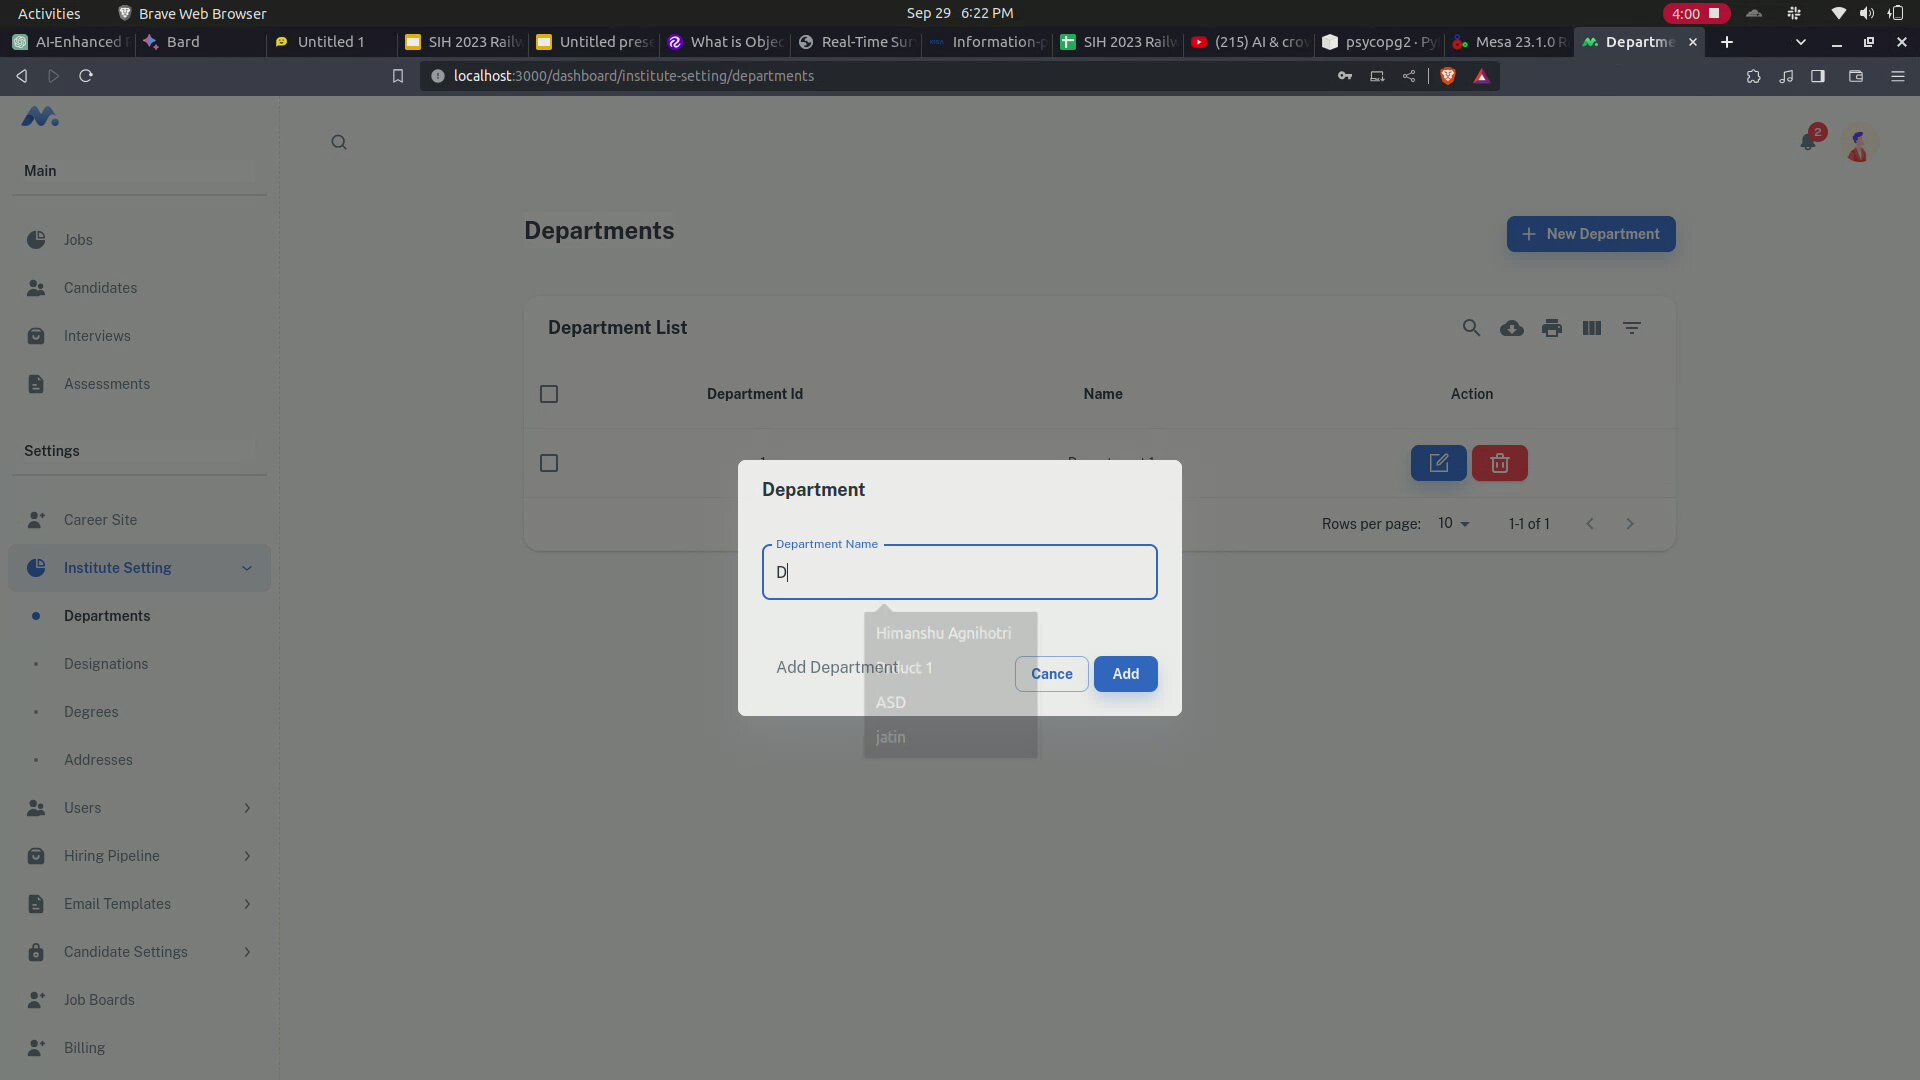 Activities
Brave Web Browser
Sep 29 6:22 PM
4:00
AI-Enhanced
Bard
Untitled 1
SIH 2023 Railw
Untitled prese
What is Objec
Real-Time Sur
Information-p
SIH 2023 Railw
(215) AI & crow
psycopg2 · Py
Mesa 23.1.0 R
Departme
localhost:3000/dashboard/institute-setting/departments
2
Main
Jobs
Candidates
Interviews
Assessments
Settings
Career Site
Institute Setting
Departments
Designations
Degrees
Addresses
Users
Hiring Pipeline
Email Templates
Candidate Settings
Job Boards
Billing
Departments
New Department
Department List
Department Id
Name
Action
Rows per page:
10
1-1 of 1
Department
Department Name
D
Himanshu Agnihotri
Add Department
ASD
jatin
Cance
Add